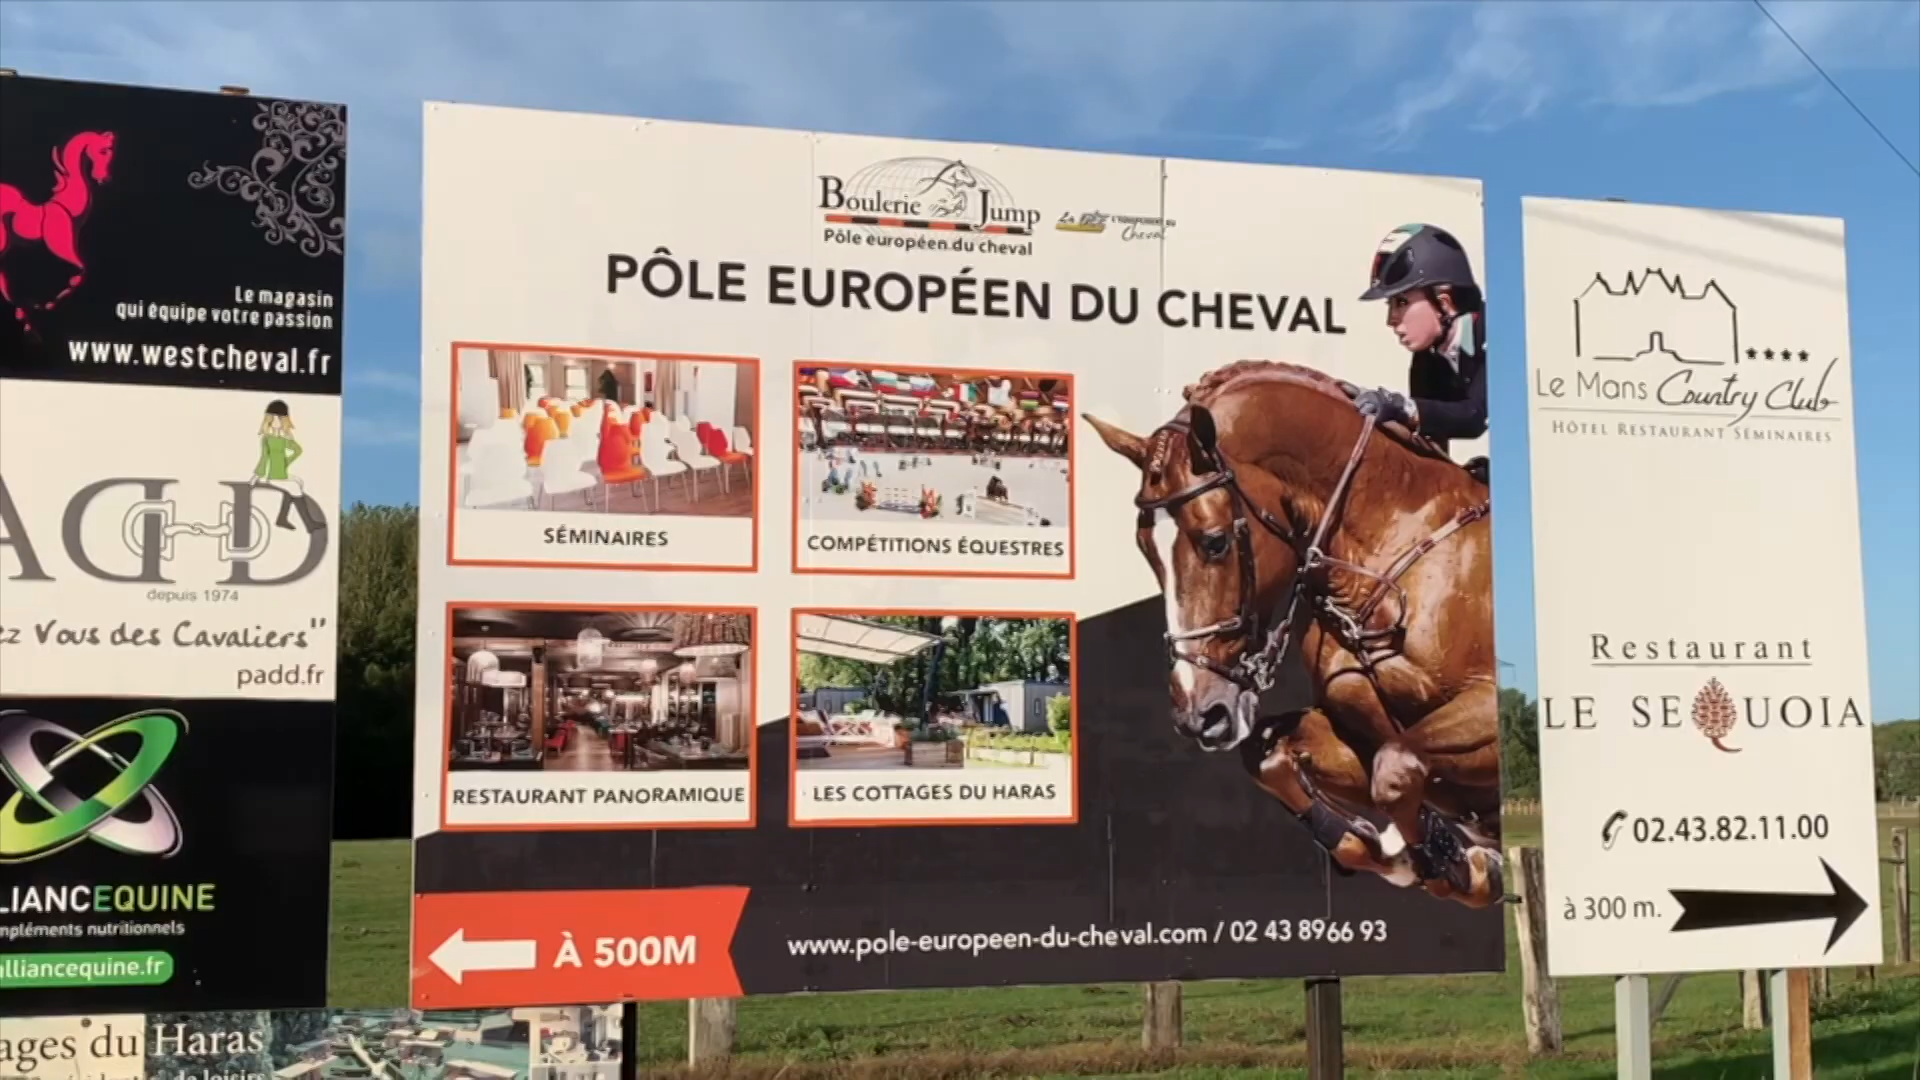 Le magasin
qui équipe votre passion
www.westcheval.fr
depuis 1974
Vous des Cavaliers"
padd.fr
mpléments nutritionnels
lliancequine.fr
ages du Haras
Boulerie Jump
Pôle européen du cheval
Cheval
PÔLE EUROPÉEN DU CHEVAL
SÉMINAIRES
COMPÉTITIONS ÉQUESTRES
RESTAURANT PANORAMIQUE
LES COTTAGES DU HARAS
À 500M
www.pole-europeen-du-cheval.com / 02 43 8966 93
Le Mans Country Club
HÔTEL RESTAURANT SÉMINAIRES
Restaurant
LE SEQUOIA
02.43.82.11.00
à 300 m.